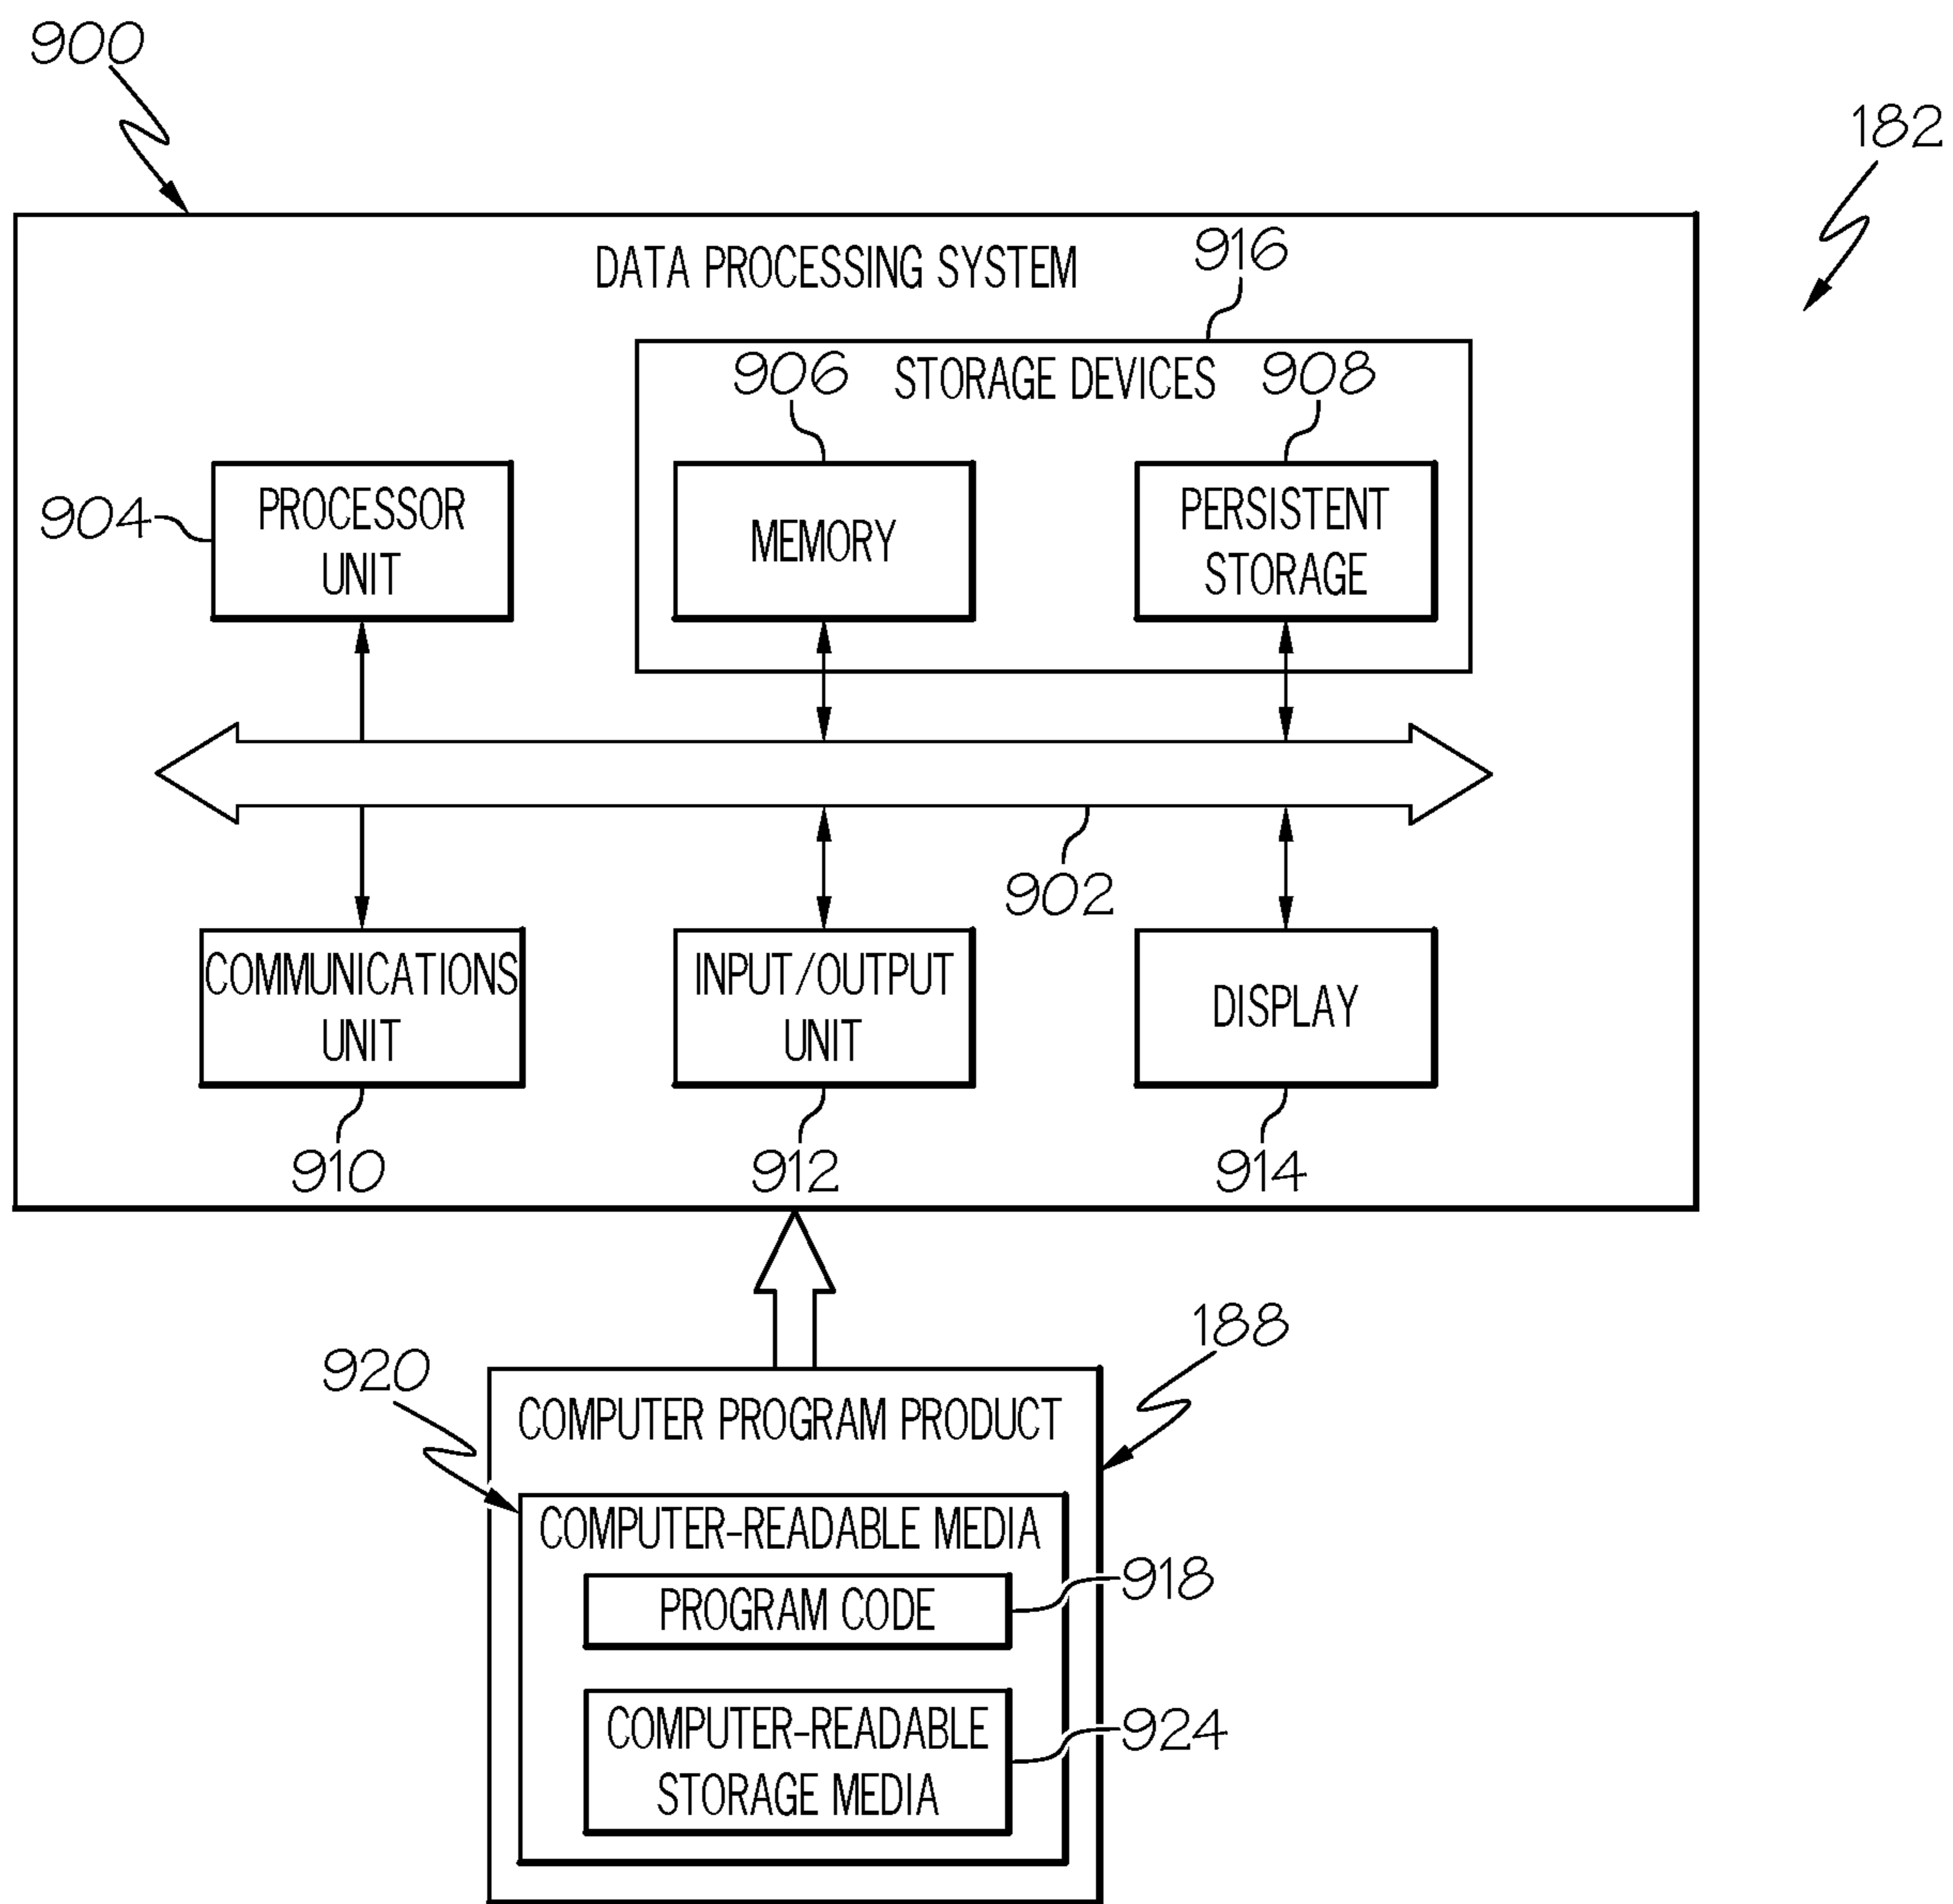 900
182
DATA PROCESSING SYSTEM
916
906
STORAGE DEVICES
908
904
PROCESSOR
UNIT
MEMORY
PERSISTENT
STORAGE
902
COMMUNICATIONS
UNIT
INPUT/OUTPUT
UNIT
DISPLAY
910
912
914
188
920
COMPUTER PROGRAM PRODUCT
COMPUTER-READABLE MEDIA
PROGRAM CODE
918
COMPUTER-READABLE
STORAGE MEDIA
924